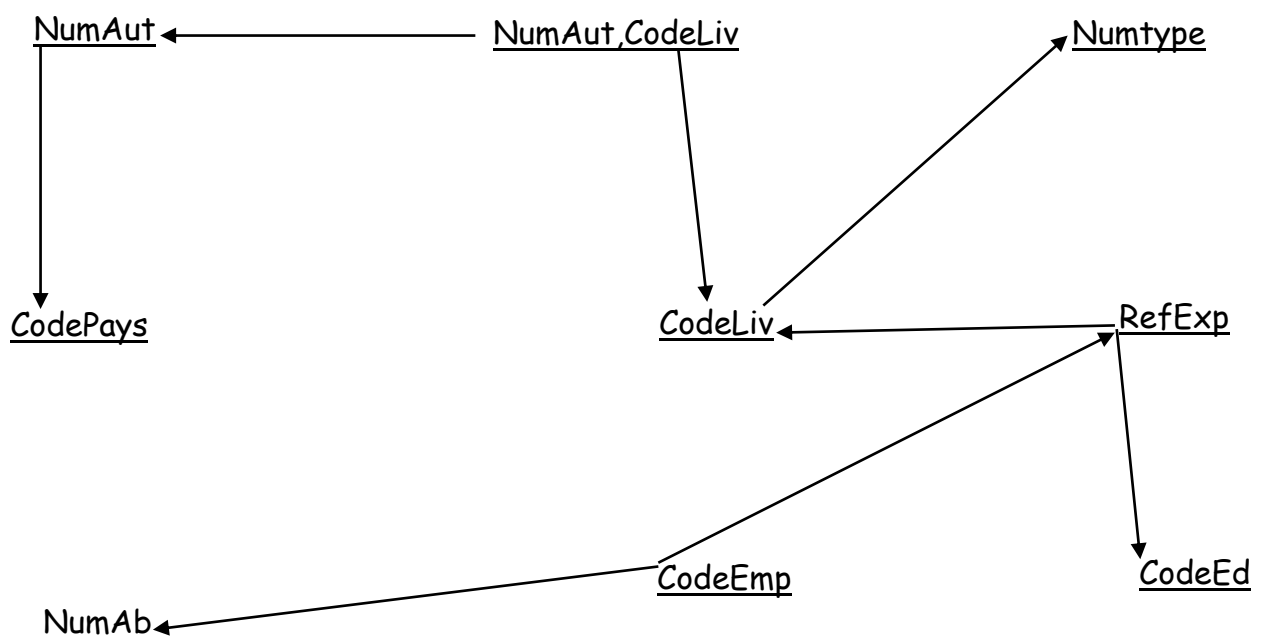 NumAut
NumAut,CodeLiv
Numtype
CodePays
CodeLiv
RefExp
CodeEmp
CodeEd
NumAb